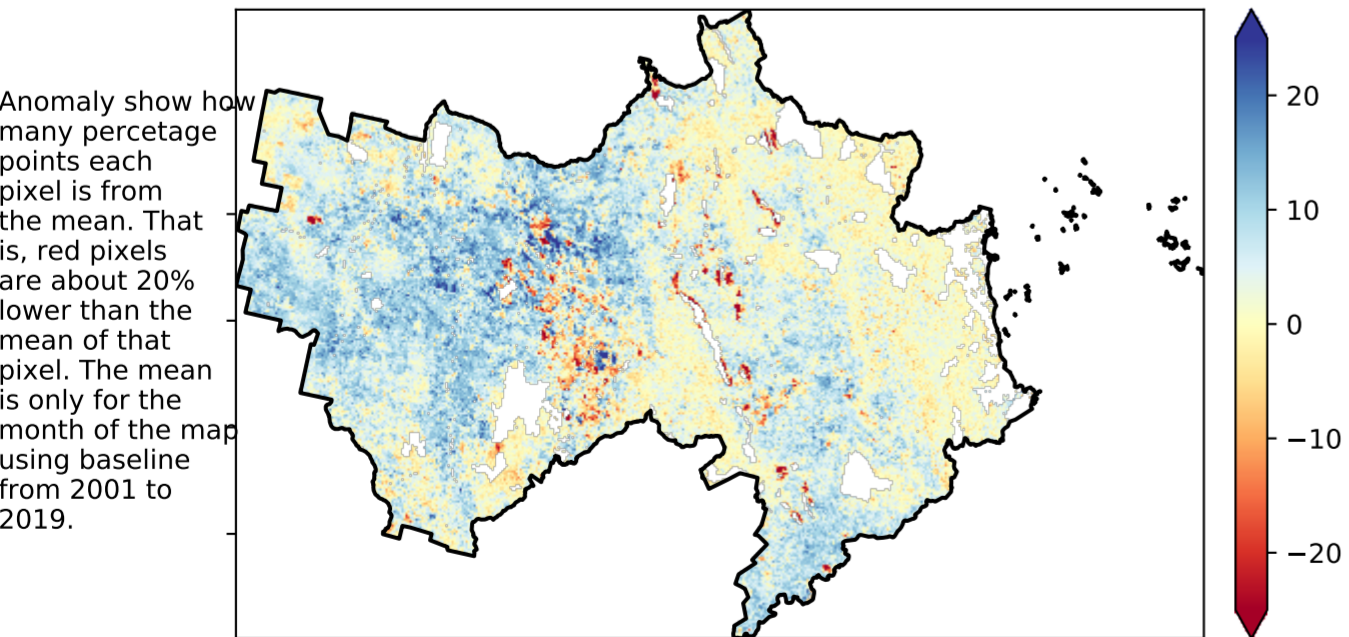 Anomaly show how
many percetage
points each
pixel is from
the mean. That
is, red pixels
are about 20%
lower than the
mean of that
pixel. The mean
is only for the
month of the map
using baseline
from 2001 to
2019.
20
10
0
−10
−20